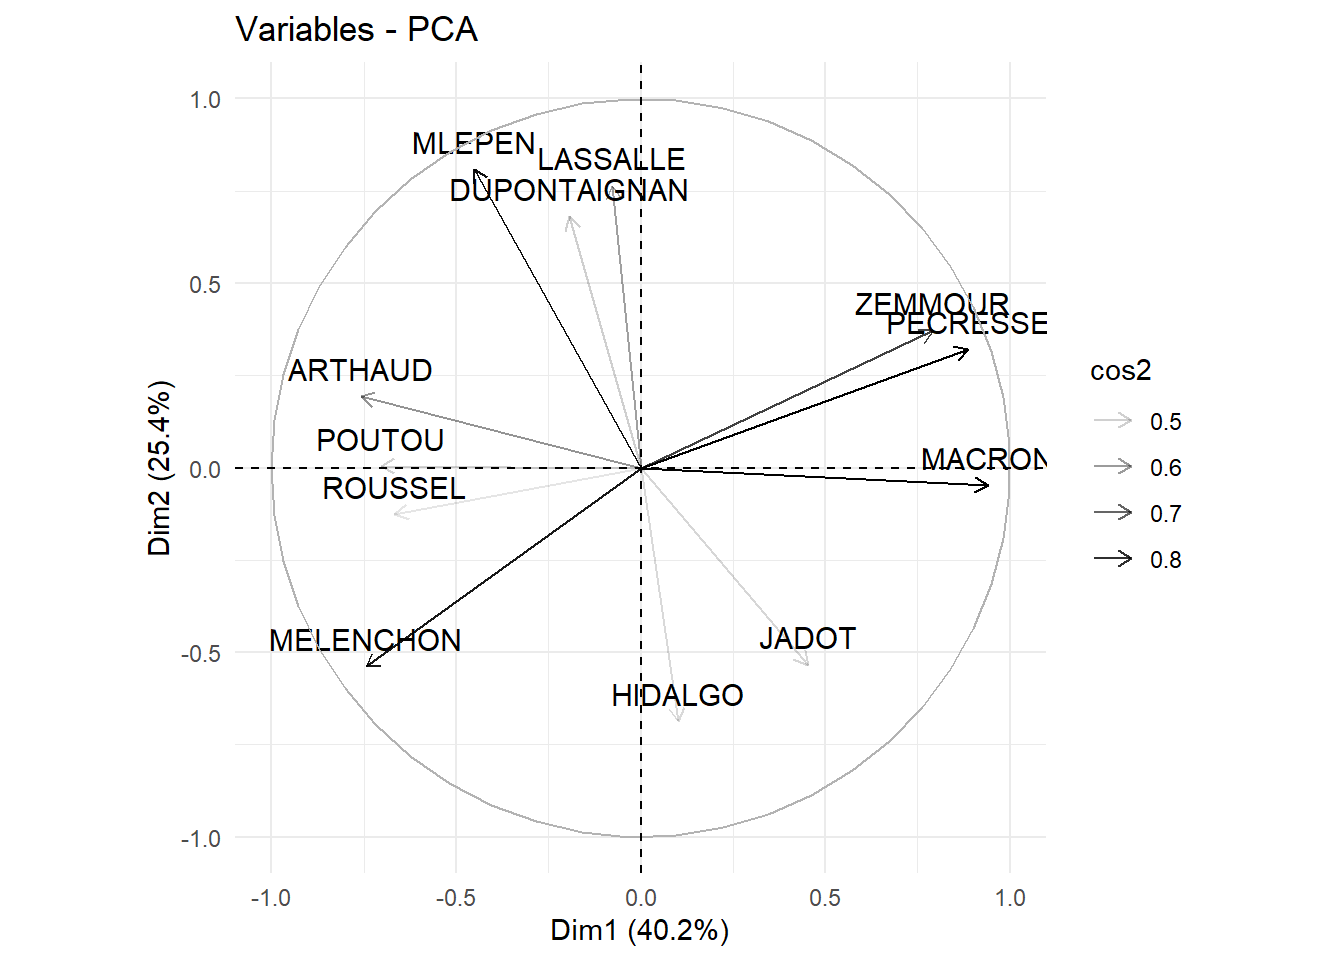 Variables - PCA
1.0
0.5
0.0
-0.5
-1.0
Dim2 (25.4%)
MLEPEN
LASSALLE
DUPONTAIGNAN
ZEMMOUR
PECRESSE
ARTHAUD
POUTOU
MACRON
ROUSSEL
MELENCHON
JADOT
HIDALGO
-1.0
-0.5
0.0
0.5
1.0
Dim1 (40.2%)
cos2
0.5
0.6
0.7
0.8